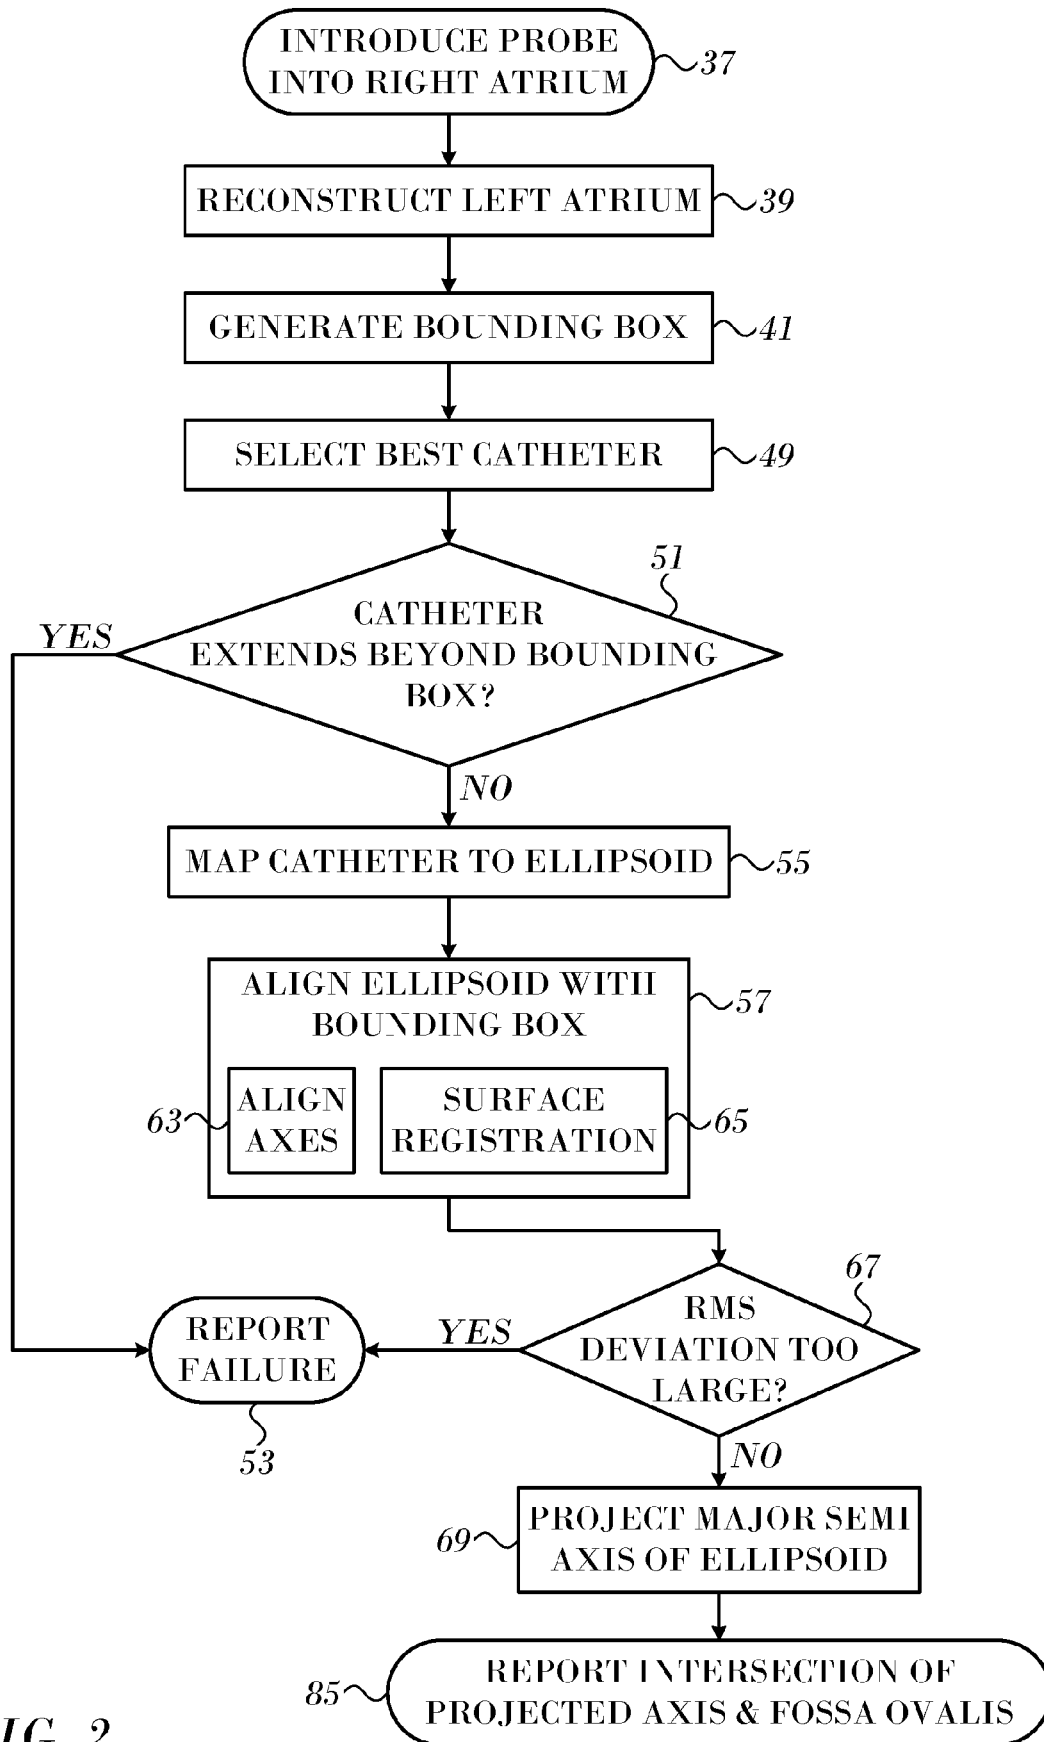 INTRODUCE PROBE
INTO RIGHT ATRIUM
37
RECONSTRUCT LEFT ATRIUM
39
GENERATE BOUNDING BOX
41
SELECT BEST CATHETER
49
51
CATHETER
EXTENDS BEYOND BOUNDING
BOX?
YES
NO
MAP CATHETER TO ELLIPSOID
55
ALIGN ELLIPSOID WITH
BOUNDING BOX
57
63
ALIGN
AXES
SURFACE
REGISTRATION
65
67
RMS
DEVIATION TOO
LARGE?
YES
REPORT
FAILURE
53
NO
69
PROJECT MAJOR SEMI
AXIS OF ELLIPSOID
85
REPORT INTERSECTION OF
PROJECTED AXIS & FOSSA OVALIS
IG. 2